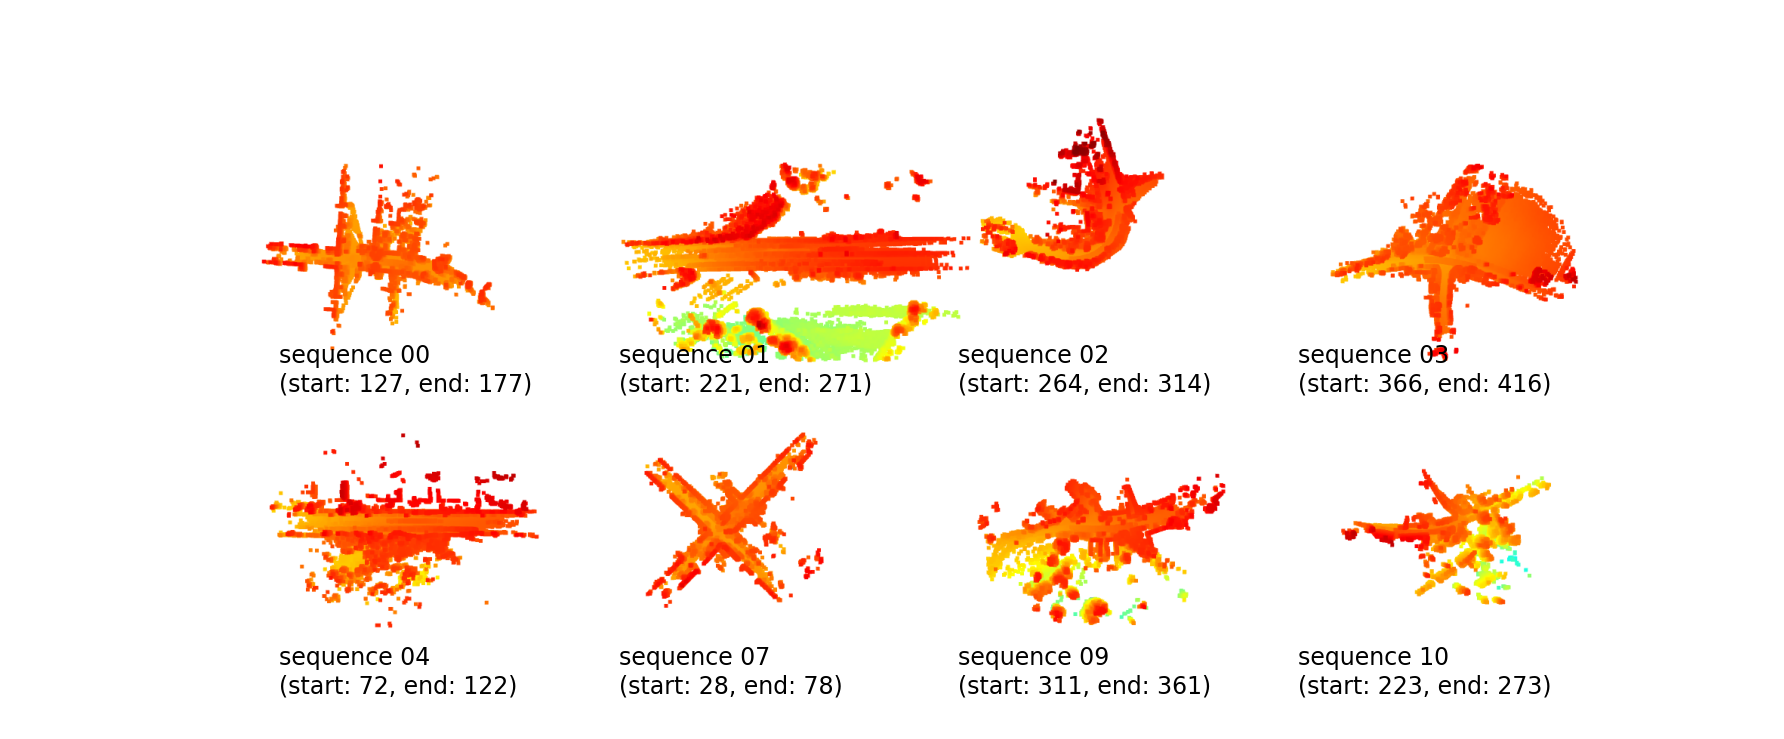 sequence 00
(start: 127, end: 177)
sequence 01
(start: 221, end: 271)
sequence 02
(start: 264, end: 314)
sequence 03
(start: 366, end: 416)
sequence 04
(start: 72, end: 122)
sequence 07
(start: 28, end: 78)
sequence 09
(start: 311, end: 361)
sequence 10
(start: 223, end: 273)